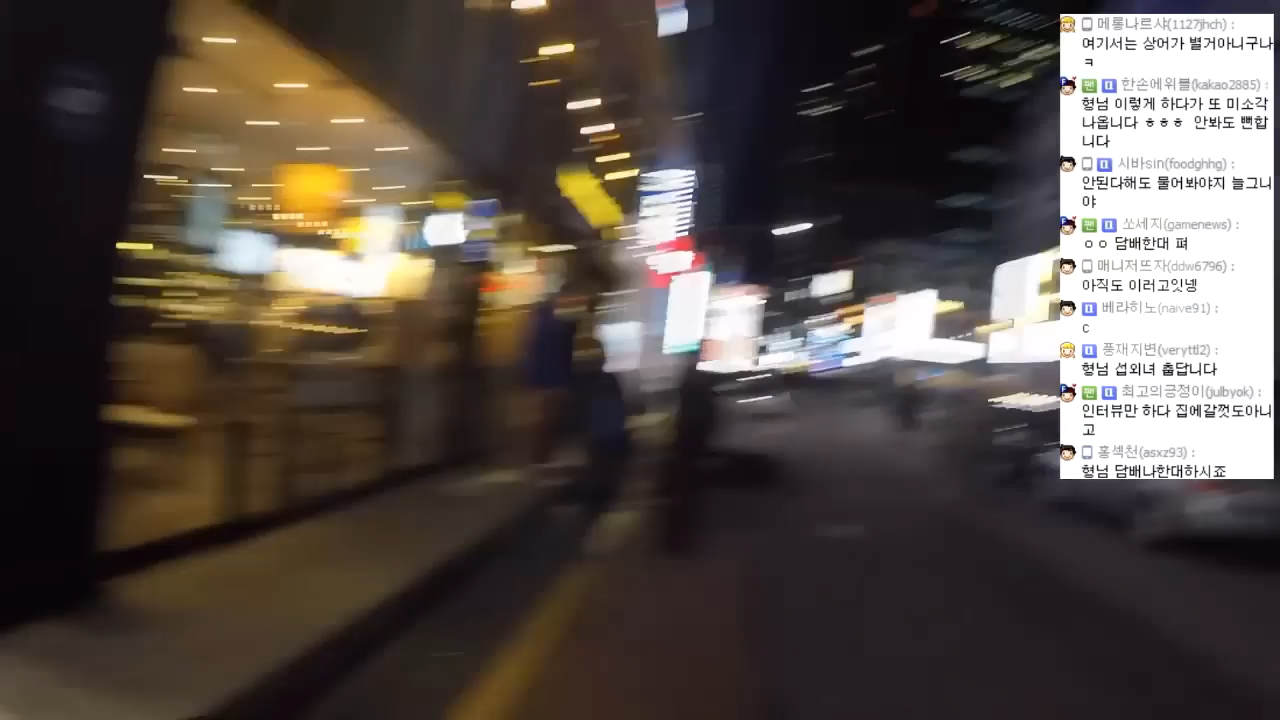 메롱나르샤(1127jhch) :
여기서는 상어가 별거아니구나
ㅋ
팬 한손에위블(kakao2885) :
형님 이렇게 하다가 또 미소각
나옵니다 ㅎㅎㅎ 안봐도 뻔합
니다
시바sin(foodghhg) :
안된다해도 물어봐야지 늘그니
야
팬 쏘세지(gamenews) :
ㅇㅇ 담배한대 펴
매니저뜨자(ddw6796) :
아직도 이러고잇넹
베라히노(naive91) :
c
풍재지변(veryttl2) :
형님 섭외녀 춥답니다
팬 최고의긍정이(julbyok) :
인터뷰만 하다 집에갈껏도아니
고
홍섹천(asxz93) :
형님 담배나한대하시죠